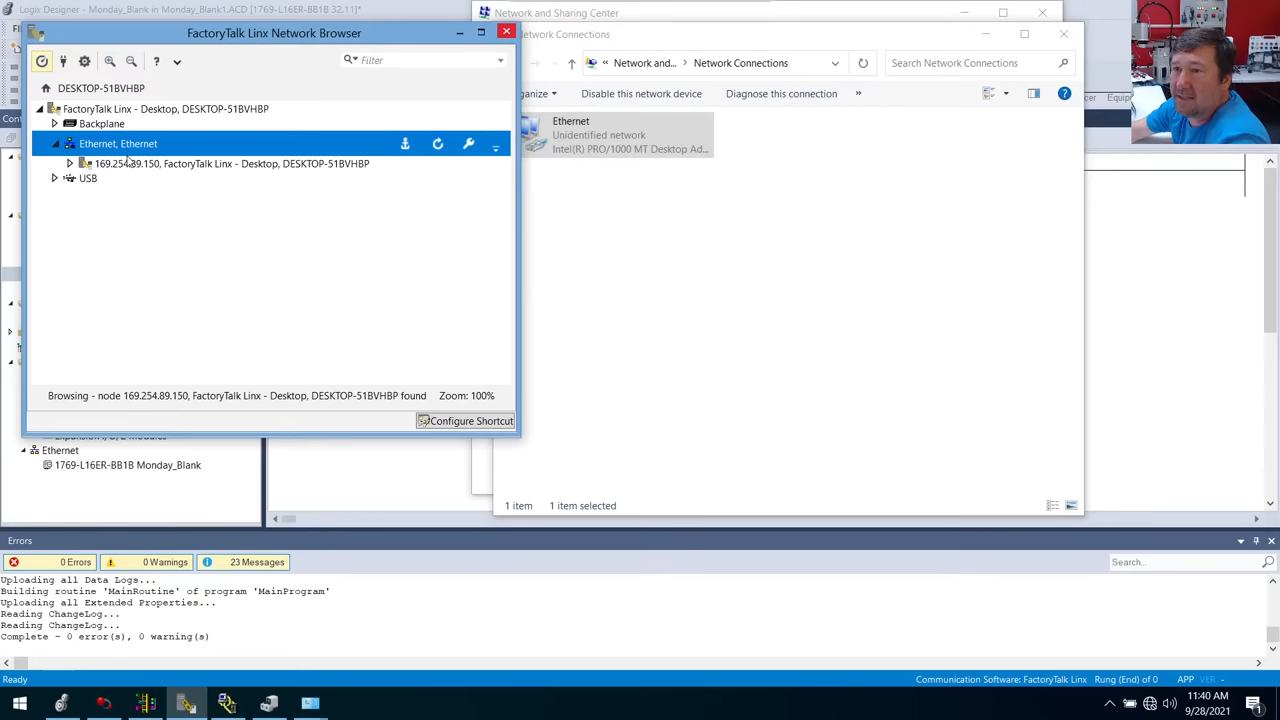 Logix Designer - Monday_Blank in Monday_Blank1.ACD [1769-L16ER-BB1B 32.11]*
Network and Sharing Center
FactoryTalk Linx Network Browser
Network Connections
Network and... > Network Connections
Search Network Connections
Filter
DESKTOP-51BVHBP
Disable this network device
Diagnose this connection
»
FactoryTalk Linx - Desktop, DESKTOP-51BVHBP
Backplane
Ethernet, Ethernet
169.254.89.150, FactoryTalk Linx - Desktop, DESKTOP-51BVHBP
USB
Ethernet
Unidentified network
Intel(R) PRO/1000 MT Desktop Ad...
Browsing - node 169.254.89.150, FactoryTalk Linx - Desktop, DESKTOP-51BVHBP found
Zoom: 100%
Configure Shortcut
Ethernet
1769-L16ER-BB1B Monday_Blank
1 item
1 item selected
Errors
0 Errors
0 Warnings
23 Messages
Search...
Uploading all Data Logs...
Building routine 'MainRoutine' of program 'MainProgram'
Uploading all Extended Properties...
Reading ChangeLog...
Reading ChangeLog...
Complete - 0 error(s), 0 warning(s)
Ready
Communication Software: FactoryTalk Linx
Rung (End) of 0
APP
VER
11:40 AM
9/28/2021
1